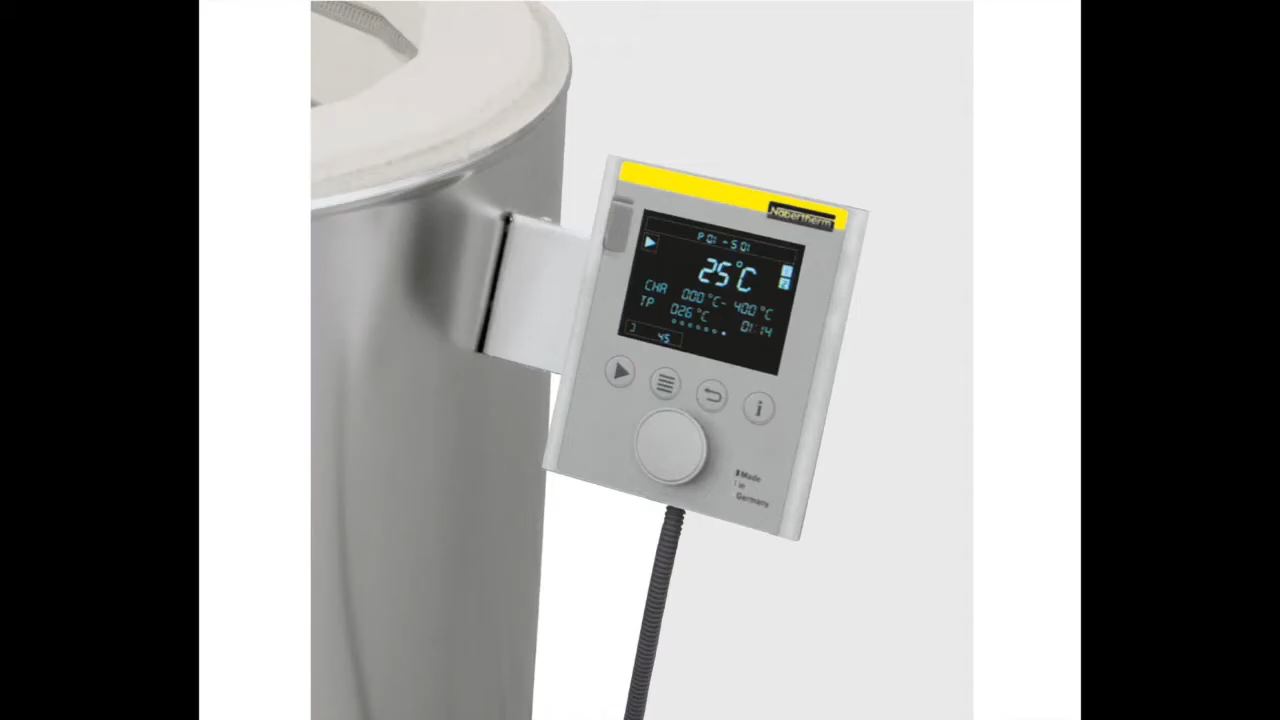 Nabertherm
P 01 - S 01
25°C
CHA 000 °C - 400 °C
TP 026 °C 01:14
45
i
Made
in
Germany